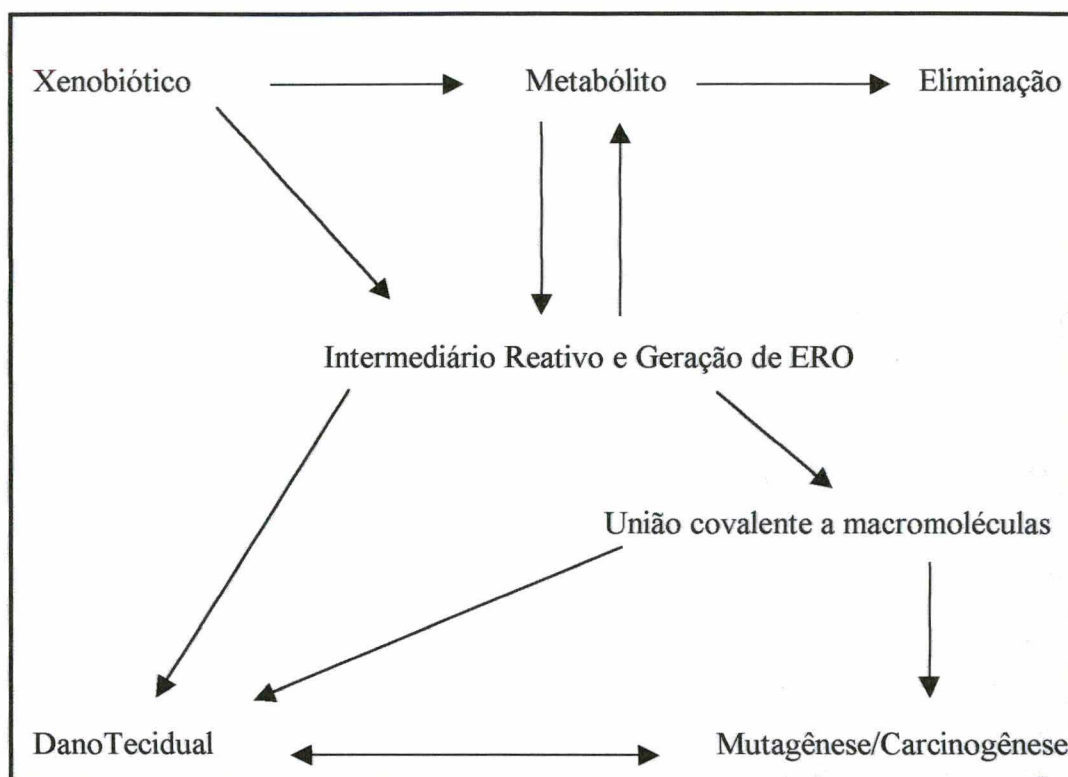 Xenobiótico Metabólito Eliminação
Intermediário Reativo e Geração de ERO
União covalente a macromoléculas
DanoTecidual Mutagênese/Carcinogênese